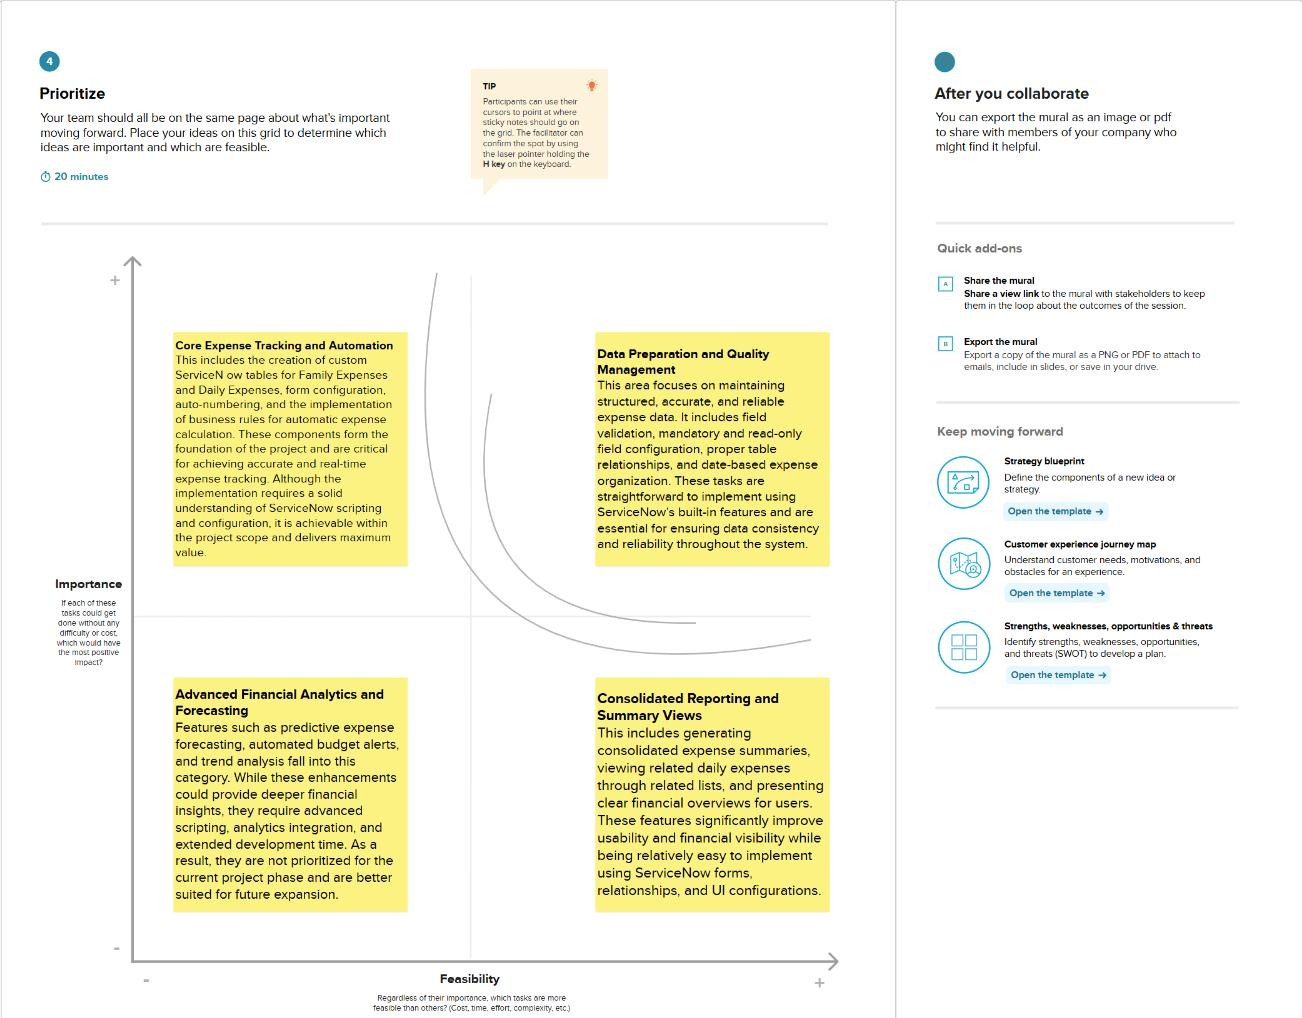 4
Prioritize
Your team should all be on the same page about what's important
moving forward. Place your ideas on this grid to determine which
ideas are important and which are feasible.
20 minutes
TIP
Participants can use their
cursors to point at where
sticky notes should go on
the grid. The facilitator can
confirm the spot by using
the laser pointer holding the
H key on the keyboard.
+
Core Expense Tracking and Automation
This includes the creation of custom
ServiceN ow tables for Family Expenses
and Daily Expenses, form configuration,
auto-numbering, and the implementation
of business rules for automatic expense
calculation. These components form the
foundation of the project and are critical
for achieving accurate and real-time
expense tracking. Although the
implementation requires a solid
understanding of ServiceNow scripting
and configuration, it is achievable within
the project scope and delivers maximum
value.
Data Preparation and Quality
Management
This area focuses on maintaining
structured, accurate, and reliable
expense data. It includes field
validation, mandatory and read-only
field configuration, proper table
relationships, and date-based expense
organization. These tasks are
straightforward to implement using
ServiceNow's built-in features and are
essential for ensuring data consistency
and reliability throughout the system.
Importance
If each of these
tasks could get
done without any
difficulty or cost,
which would have
the most positive
impact?
Advanced Financial Analytics and
Forecasting
Features such as predictive expense
forecasting, automated budget alerts,
and trend analysis fall into this
category. While these enhancements
could provide deeper financial
insights, they require advanced
scripting, analytics integration, and
extended development time. As a
result, they are not prioritized for the
current project phase and are better
suited for future expansion.
Consolidated Reporting and
Summary Views
This includes generating
consolidated expense summaries,
viewing related daily expenses
through related lists, and presenting
clear financial overviews for users.
These features significantly improve
usability and financial visibility while
being relatively easy to implement
using ServiceNow forms,
relationships, and UI configurations.
-
-
Feasibility
+
Regardless of their importance, which tasks are more
feasible than others? (Cost, time, effort, complexity, etc.)
After you collaborate
You can export the mural as an image or pdf
to share with members of your company who
might find it helpful.
Quick add-ons
A
Share the mural
Share a view link to the mural with stakeholders to keep
them in the loop about the outcomes of the session.
B
Export the mural
Export a copy of the mural as a PNG or PDF to attach to
emails, include in slides, or save in your drive.
Keep moving forward
Strategy blueprint
Define the components of a new idea or
strategy.
Open the template →
Customer experience journey map
Understand customer needs, motivations, and
obstacles for an experience.
Open the template →
Strengths, weaknesses, opportunities & threats
Identify strengths, weaknesses, opportunities,
and threats (SWOT) to develop a plan.
Open the template →